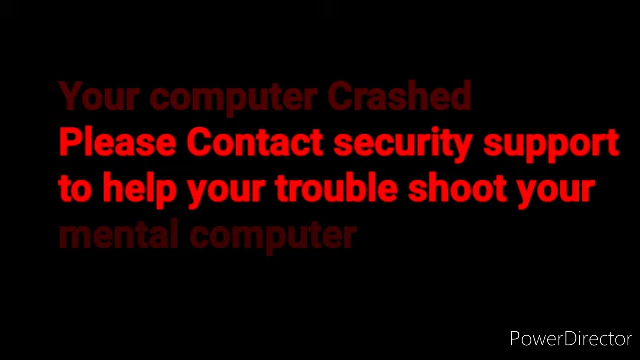 Your computer Crashed
Please Contact security support
to help your trouble shoot your
mental computer
PowerDirector